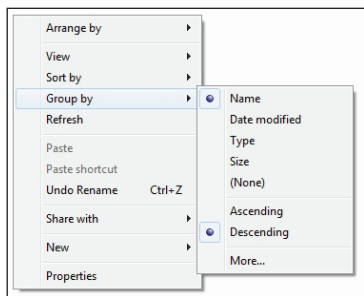 Arrange by
View
Sort by
Group by
Refresh
Paste
Paste shortcut
Undo Rename Ctrl+Z
Share with
New
Properties
Name
Date modified
Type
Size
(None)
Ascending
Descending
More...